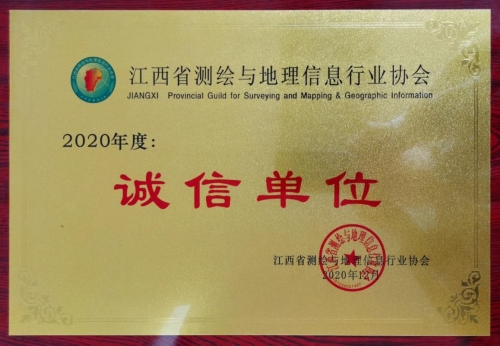 江西省测绘与地理信息行业协会
JIANGXI Provincial Guild for Surveying and Mapping & Geographic Information
2020年度：
诚信单位
江西省测绘与地理信息行业协会
2020年12月